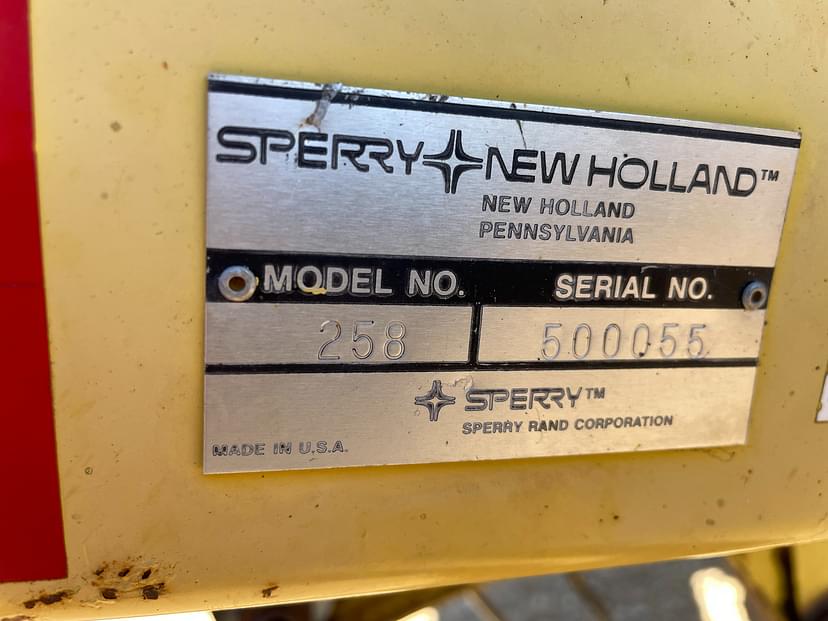 SPERRY NEW HOLLAND™
NEW HOLLAND
PENNSYLVANIA
MODEL NO. SERIAL NO.
258 500055
SPERRY™
SPERRY RAND CORPORATION
MADE IN U.S.A.